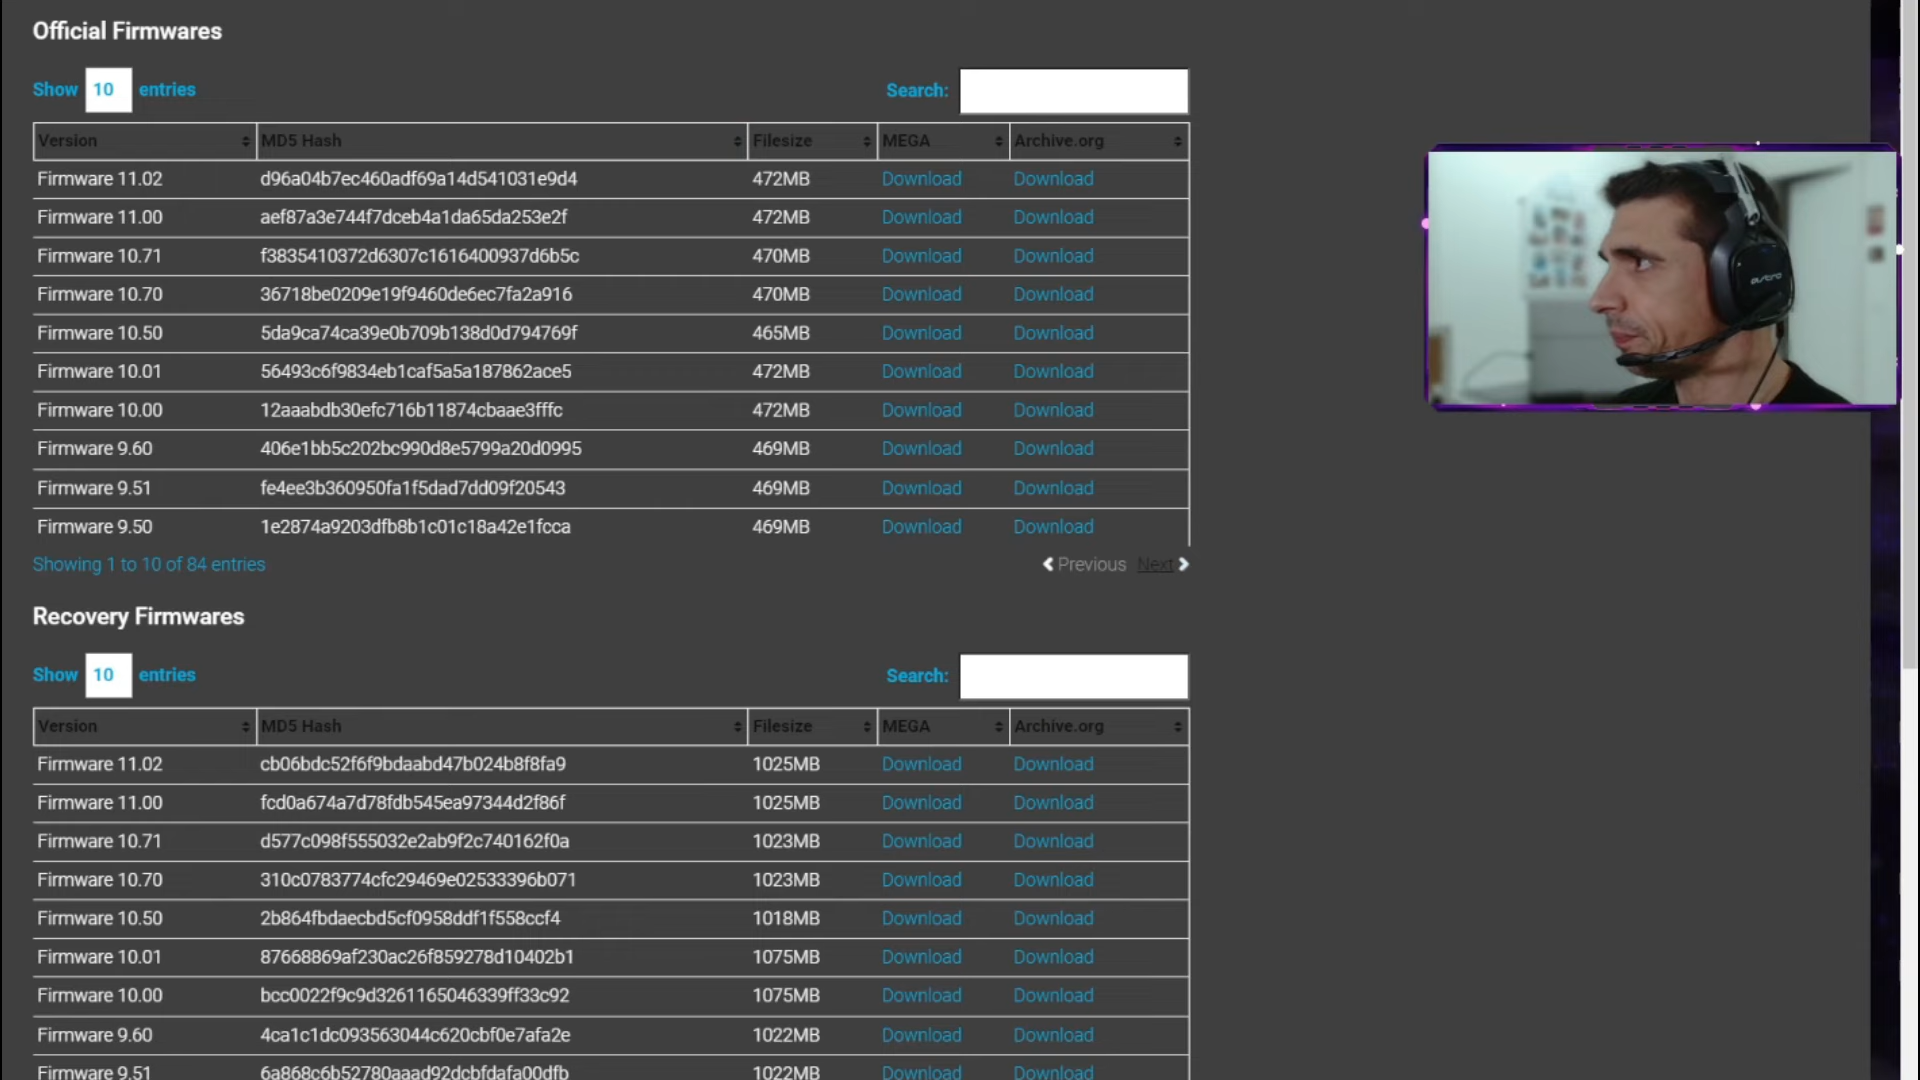 Official Firmwares
Show 10 entries Search:
Version MD5 Hash Filesize MEGA Archive.org
Firmware 11.02 d96a04b7ec460adf69a14d541031e9d4 472MB Download Download
Firmware 11.00 aef87a3e744f7dceb4a1da65da253e2f 472MB Download Download
Firmware 10.71 f3835410372d6307c1616400937d6b5c 470MB Download Download
Firmware 10.70 36718be0209e19f9460de6ec7fa2a916 470MB Download Download
Firmware 10.50 5da9ca74ca39e0b709b138d0d794769f 465MB Download Download
Firmware 10.01 56493c6f9834eb1caf5a5a187862ace5 472MB Download Download
Firmware 10.00 12aaabdb30efc716b11874cbaae3fffc 472MB Download Download
Firmware 9.60 406e1bb5c202bc990d8e5799a20d0995 469MB Download Download
Firmware 9.51 fe4ee3b360950fa1f5dad7dd09f20543 469MB Download Download
Firmware 9.50 1e2874a9203dfb8b1c01c18a42e1fcca 469MB Download Download
Showing 1 to 10 of 84 entries Previous Next
Recovery Firmwares
Show 10 entries Search:
Version MD5 Hash Filesize MEGA Archive.org
Firmware 11.02 cb06bdc52f6f9bdaabd47b024b8f8fa9 1025MB Download Download
Firmware 11.00 fcd0a674a7d78fdb545ea97344d2f86f 1025MB Download Download
Firmware 10.71 d577c098f555032e2ab9f2c740162f0a 1023MB Download Download
Firmware 10.70 310c0783774cfc29469e02533396b071 1023MB Download Download
Firmware 10.50 2b864fbdaecbd5cf0958ddf1f558ccf4 1018MB Download Download
Firmware 10.01 87668869af230ac26f859278d10402b1 1075MB Download Download
Firmware 10.00 bcc0022f9c9d3261165046339ff33c92 1075MB Download Download
Firmware 9.60 4ca1c1dc093563044c620cbf0e7afa2e 1022MB Download Download
Firmware 9.51 6a868c6b52780aaad92dcbfdafa00dfb 1022MB Download Download
astro